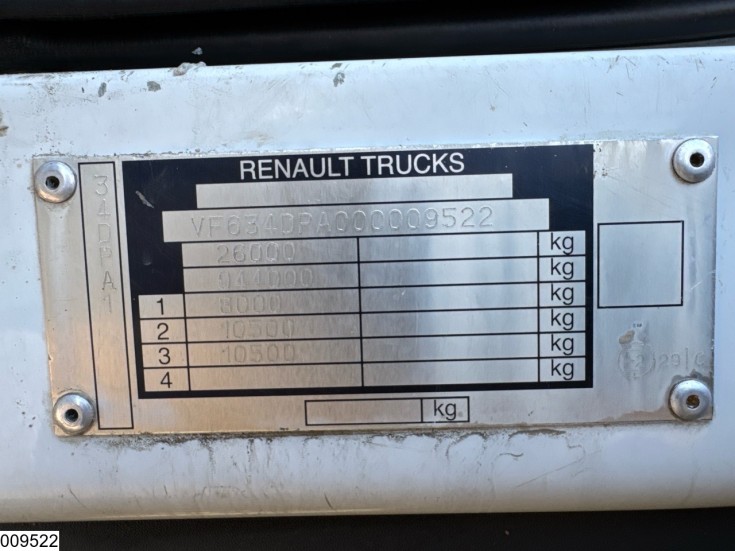 RENAULT TRUCKS
VF634DPA000009522
26000 kg
kg
1 8000 kg
2 10500 kg
3 10500 kg
4 kg
kg
34DPA1
009522